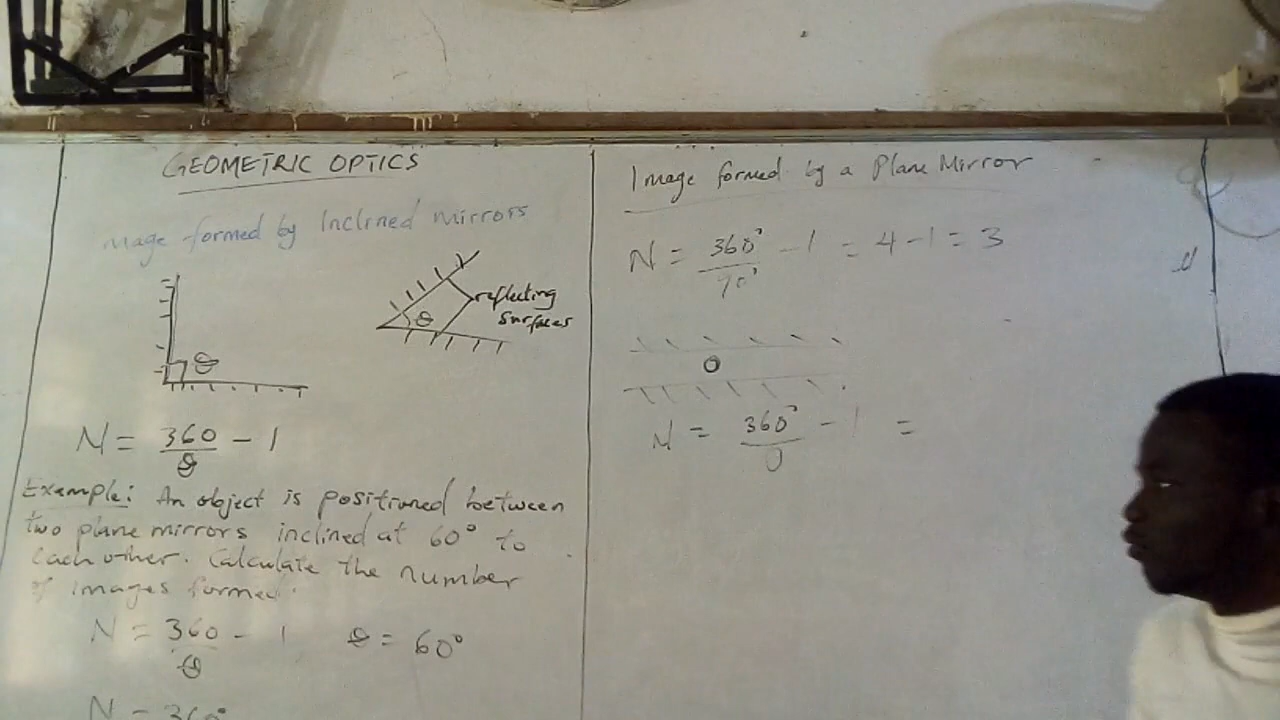 GEOMETRIC OPTICS
mage formed by Inclined mirrors
reflecting
surfaces
θ
θ
N = 360/θ - 1
Example: An object is positioned between
two plane mirrors inclined at 60° to
each other. Calculate the number
of images formed.
N = 360/θ - 1 θ = 60°
N = 360°
Image formed by a Plane Mirror
N = 360°/90° - 1 = 4 - 1 = 3
O
N = 360°/0 - 1 =